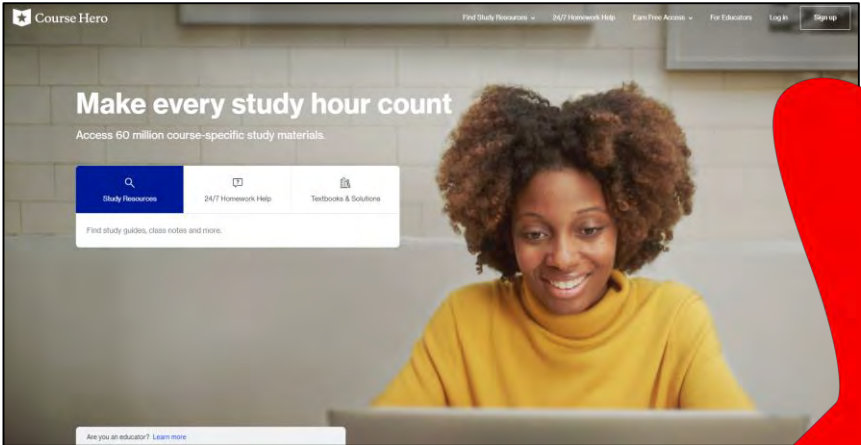 Course Hero
Find Study Resources
24/7 Homework Help
Earn Free Access
For Educators
Log in
Sign up
Make every study hour count
Access 60 million course-specific study materials.
Study Resources
24/7 Homework Help
Textbooks & Solutions
Find study guides, class notes and more.
Are you an educator? Learn more